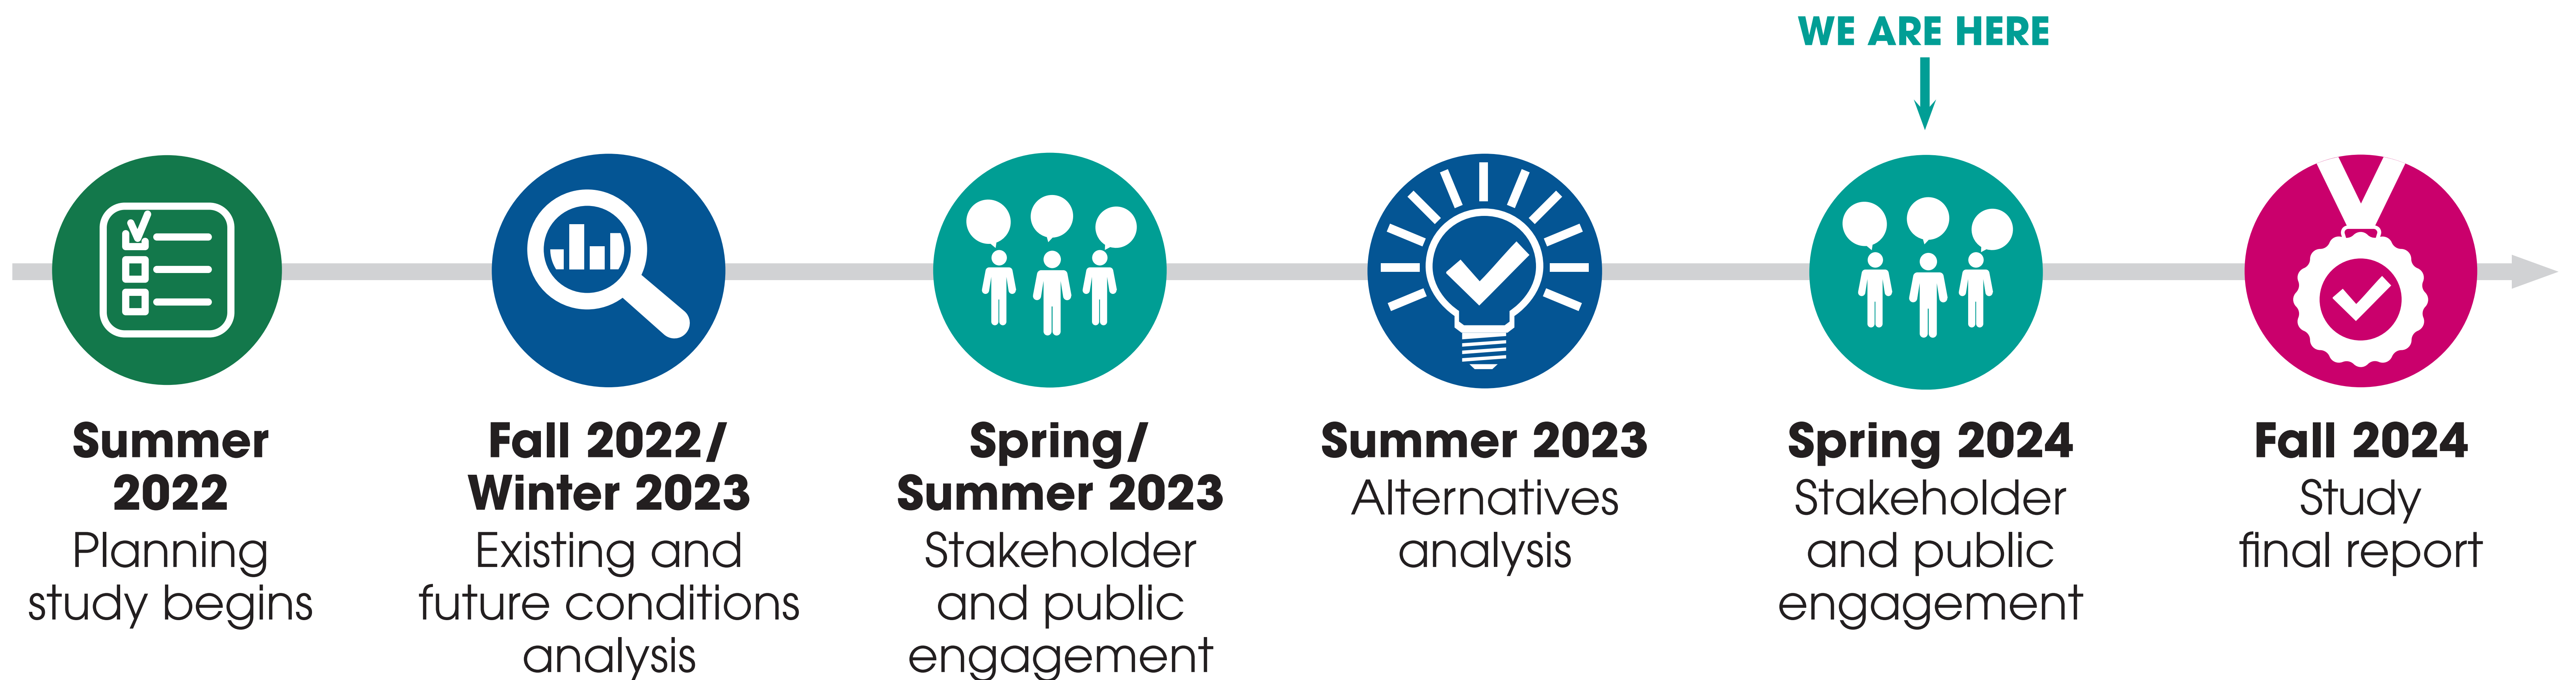 WE ARE HERE
Summer
2022
Planning
study begins
Fall 2022/
Winter 2023
Existing and
future conditions
analysis
Spring/
Summer 2023
Stakeholder
and public
engagement
Summer 2023
Alternatives
analysis
Spring 2024
Stakeholder
and public
engagement
Fall 2024
Study
final report